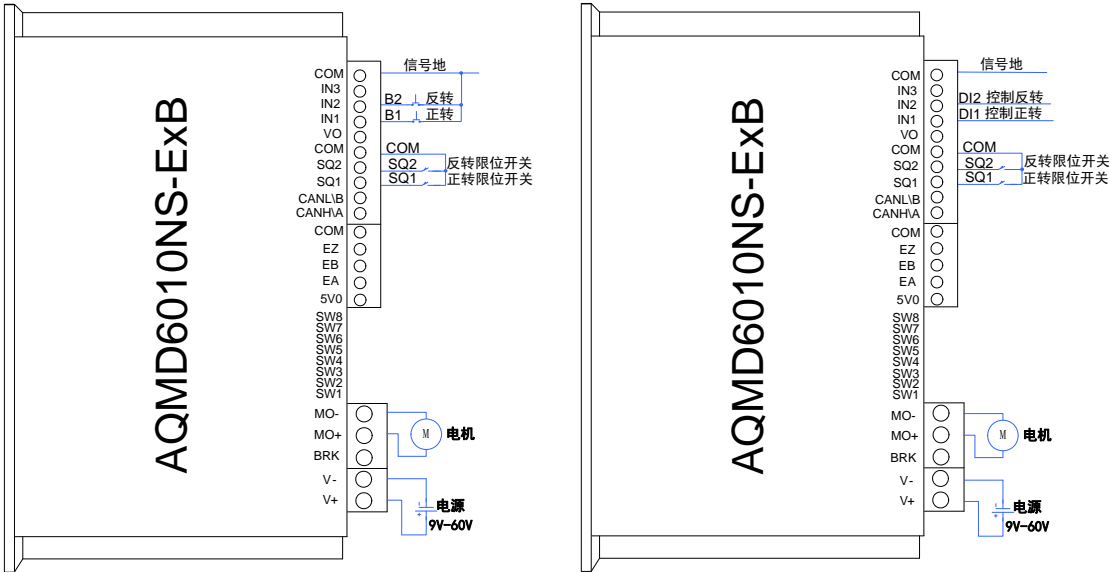 AQMD6010NS-ExB
COM
IN3
IN2
IN1
VO
COM
SQ2
SQ1
CANL\B
CANH\A
COM
EZ
EB
EA
5V0
SW8
SW7
SW6
SW5
SW4
SW3
SW2
SW1
MO-
MO+
BRK
V-
V+
信号地
B2 反转
B1 正转
COM
SQ2 反转限位开关
SQ1 正转限位开关
M 电机
电源
9V-60V
AQMD6010NS-ExB
COM
IN3
IN2
IN1
VO
COM
SQ2
SQ1
CANL\B
CANH\A
COM
EZ
EB
EA
5V0
SW8
SW7
SW6
SW5
SW4
SW3
SW2
SW1
MO-
MO+
BRK
V-
V+
信号地
DI2 控制反转
DI1 控制正转
COM
SQ2 反转限位开关
SQ1 正转限位开关
M 电机
电源
9V-60V